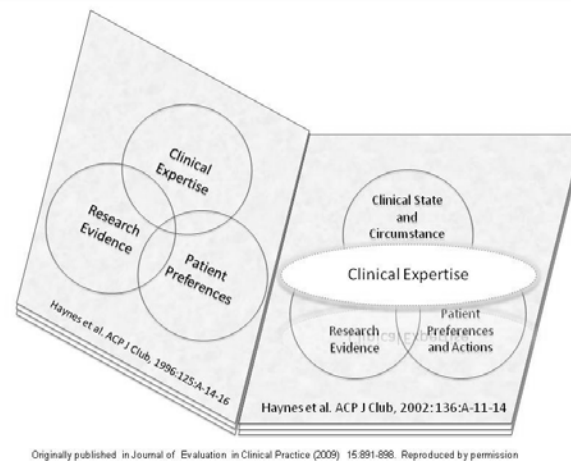 Clinical
Expertise
Research
Evidence
Patient
Preferences
Haynes et al. ACP J Club, 1996:125:A-14-16
Clinical State
and
Circumstance
Clinical Expertise
Research
Evidence
Patient
Preferences
and Actions
Haynes et al. ACP J Club, 2002: 136:A-11-14
Originally published in Journal of Evaluation in Clinical Practice (2009) 15:891-898. Reproduced by permission